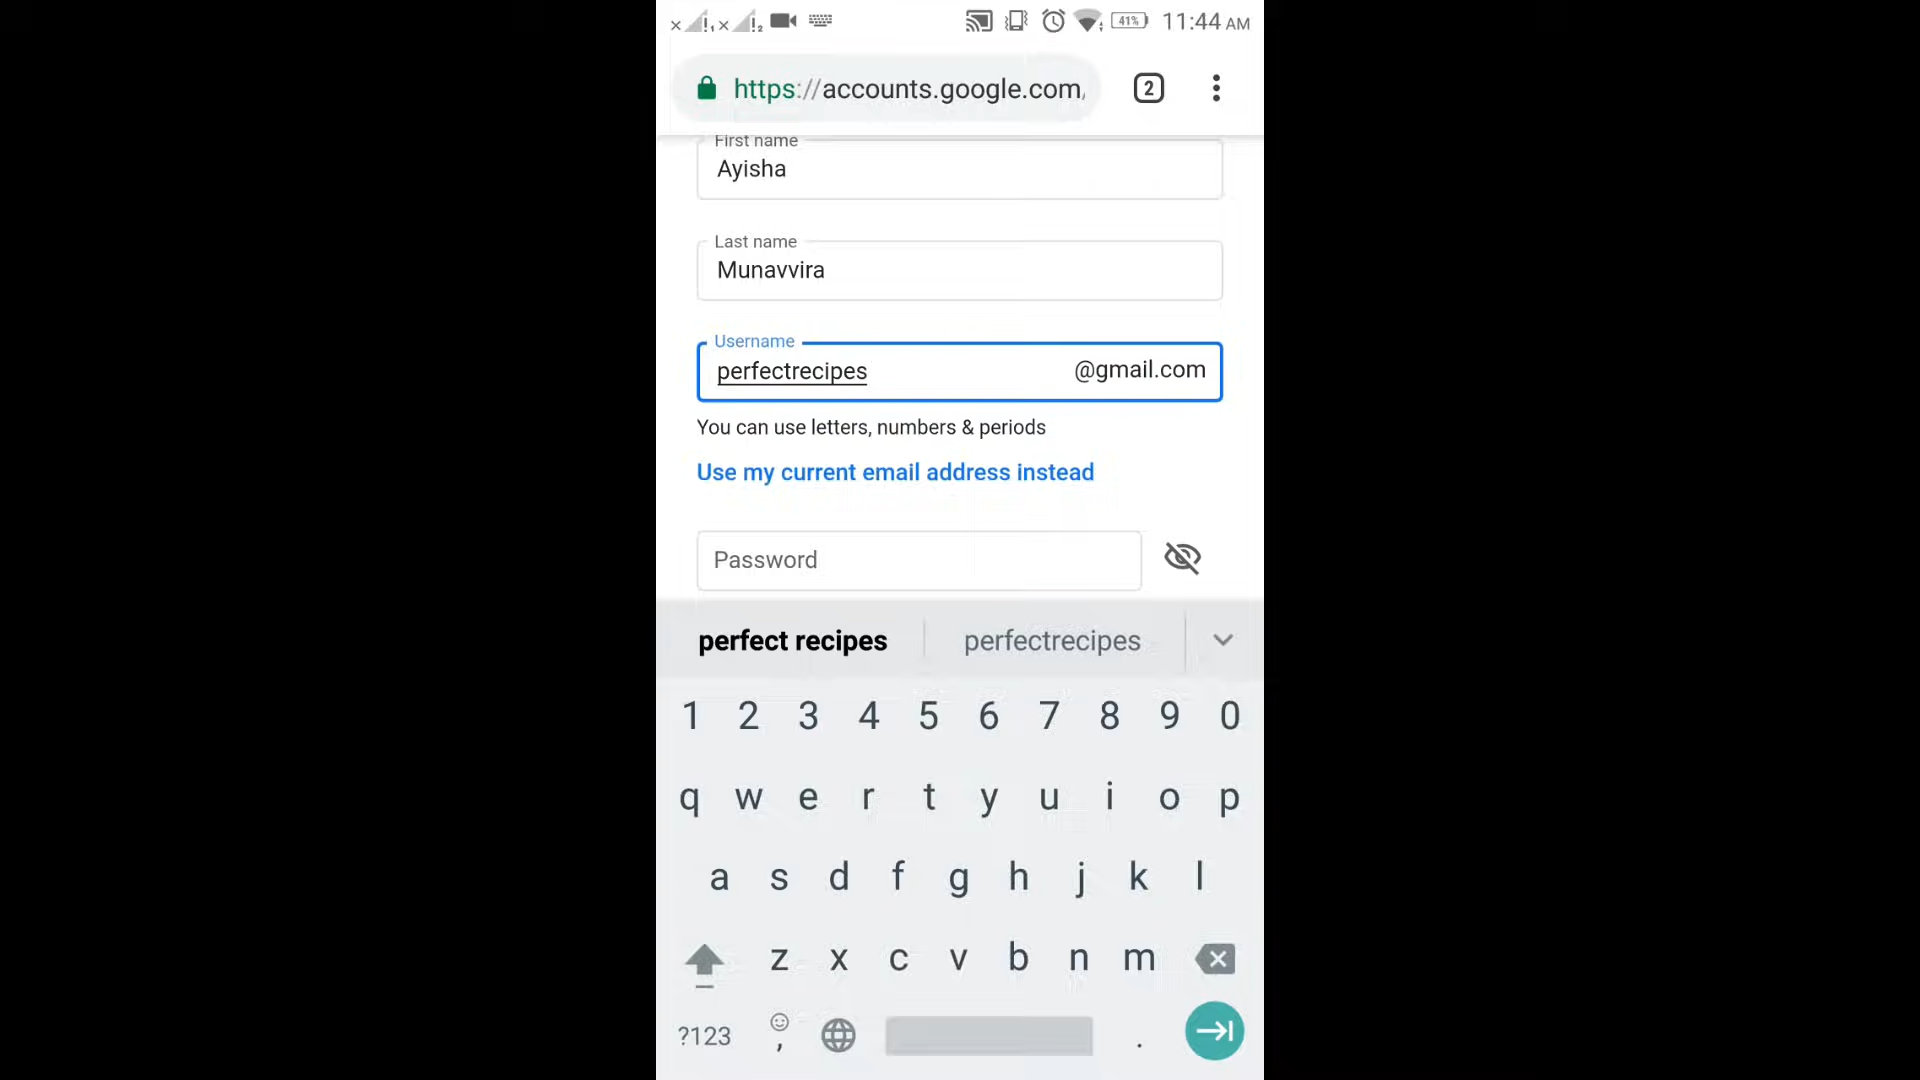 41% 11:44 AM
https://accounts.google.com/ 2
First name
Ayisha
Last name
Munavvira
Username
perfectrecipes @gmail.com
You can use letters, numbers & periods
Use my current email address instead
Password
perfect recipes perfectrecipes
1 2 3 4 5 6 7 8 9 0
q w e r t y u i o p
a s d f g h j k l
z x c v b n m
?123 , .